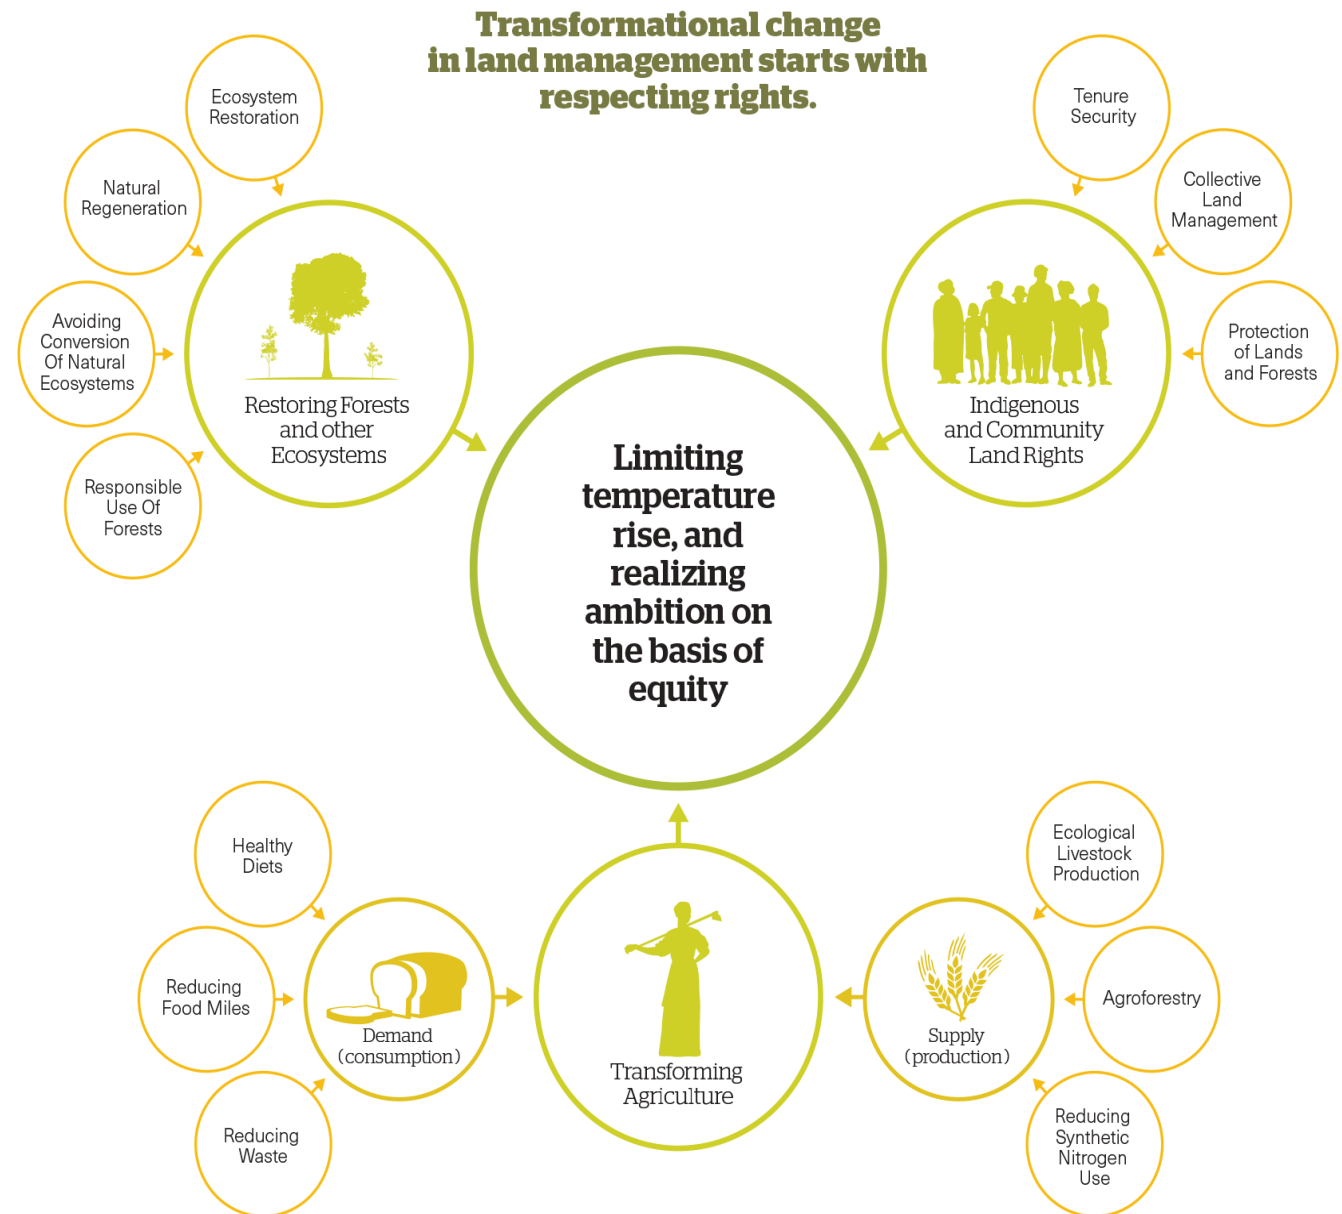 Transformational change
in land management starts with
respecting rights.
Ecosystem
Restoration
Natural
Regeneration
Avoiding
Conversion
Of Natural
Ecosystems
Responsible
Use Of
Forests
Restoring Forests
and other
Ecosystems
Tenure
Security
Collective
Land
Management
Protection
of Lands
and Forests
Indigenous
and Community
Land Rights
Limiting
temperature
rise, and
realizing
ambition on
the basis of
equity
Healthy
Diets
Reducing
Food Miles
Reducing
Waste
Demand
(consumption)
Transforming
Agriculture
Supply
(production)
Ecological
Livestock
Production
Agroforestry
Reducing
Synthetic
Nitrogen
Use